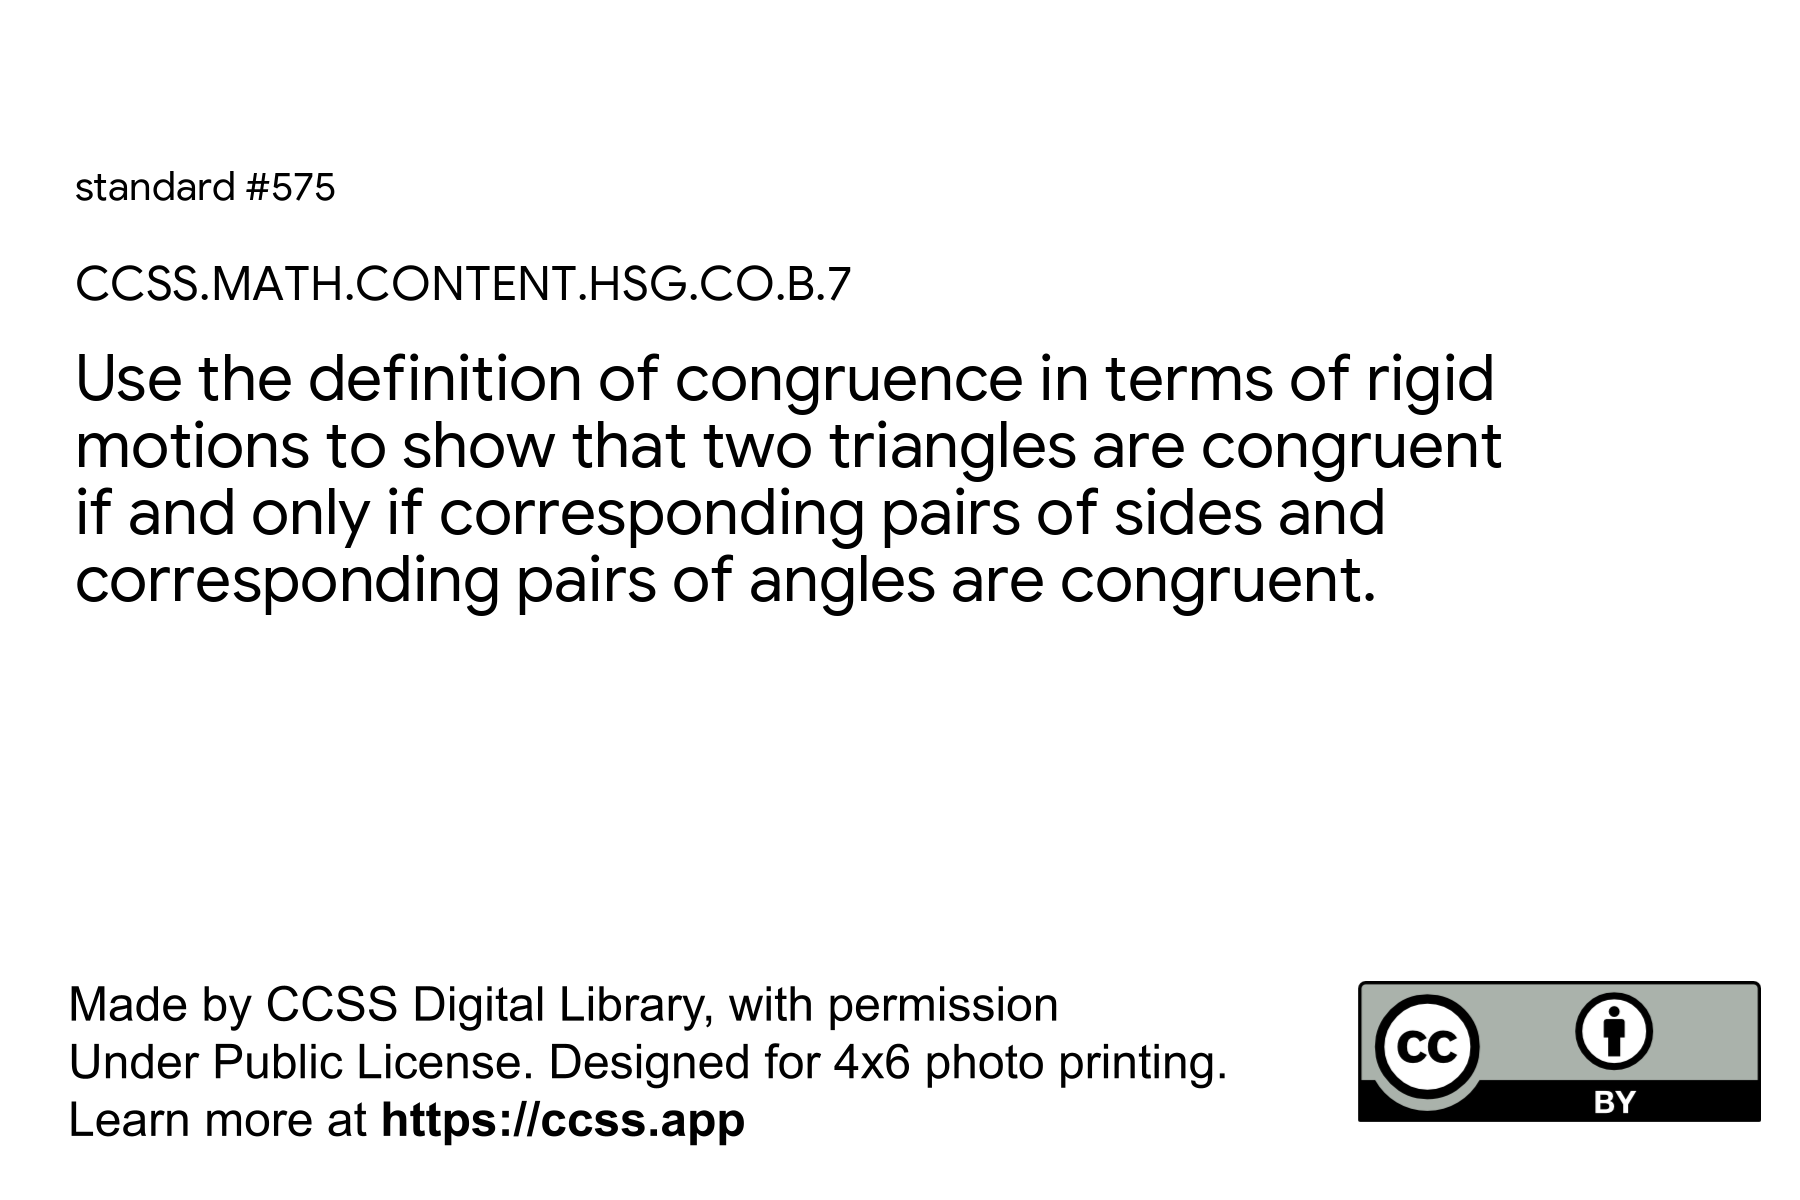 standard #575
CCSS.MATH.CONTENT.HSG.CO.B.7
Use the definition of congruence in terms of rigid
motions to show that two triangles are congruent
if and only if corresponding pairs of sides and
corresponding pairs of angles are congruent.
Made by CCSS Digital Library, with permission
Under Public License. Designed for 4x6 photo printing.
Learn more at https://ccss.app
CC
BY